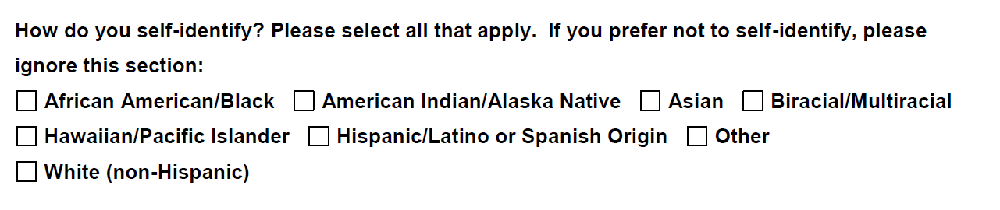 How do you self-identify? Please select all that apply.  If you prefer not to self-identify, please
ignore this section:
☐ African American/Black ☐ American Indian/Alaska Native ☐ Asian ☐ Biracial/Multiracial
☐ Hawaiian/Pacific Islander ☐ Hispanic/Latino or Spanish Origin ☐ Other
☐ White (non-Hispanic)